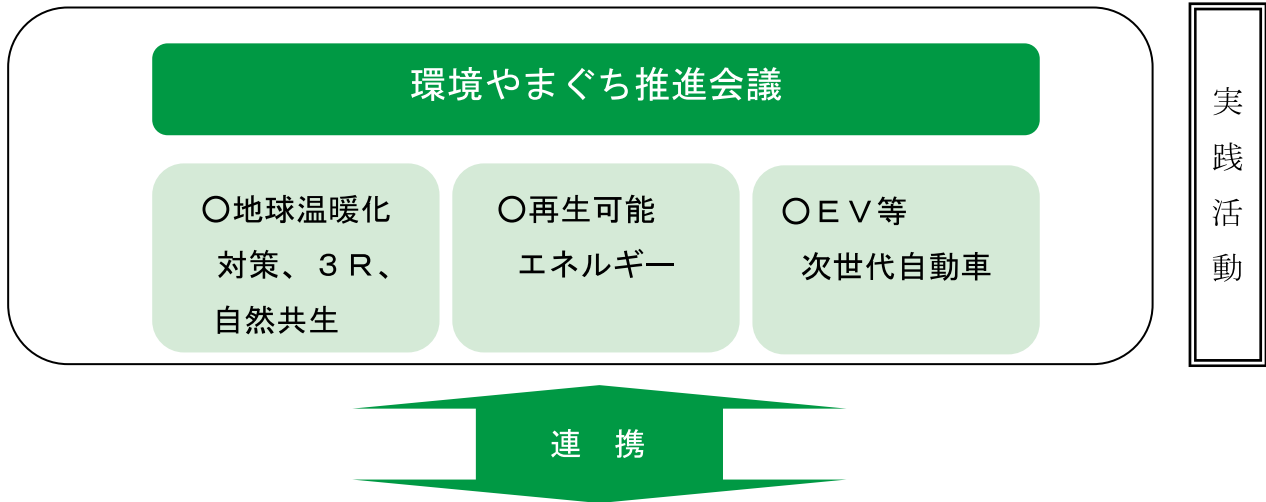 環境やまぐち推進会議
〇地球温暖化
対策、３Ｒ、
自然共生
〇再生可能
エネルギー
〇ＥＶ等
次世代自動車
実践活動
連　携